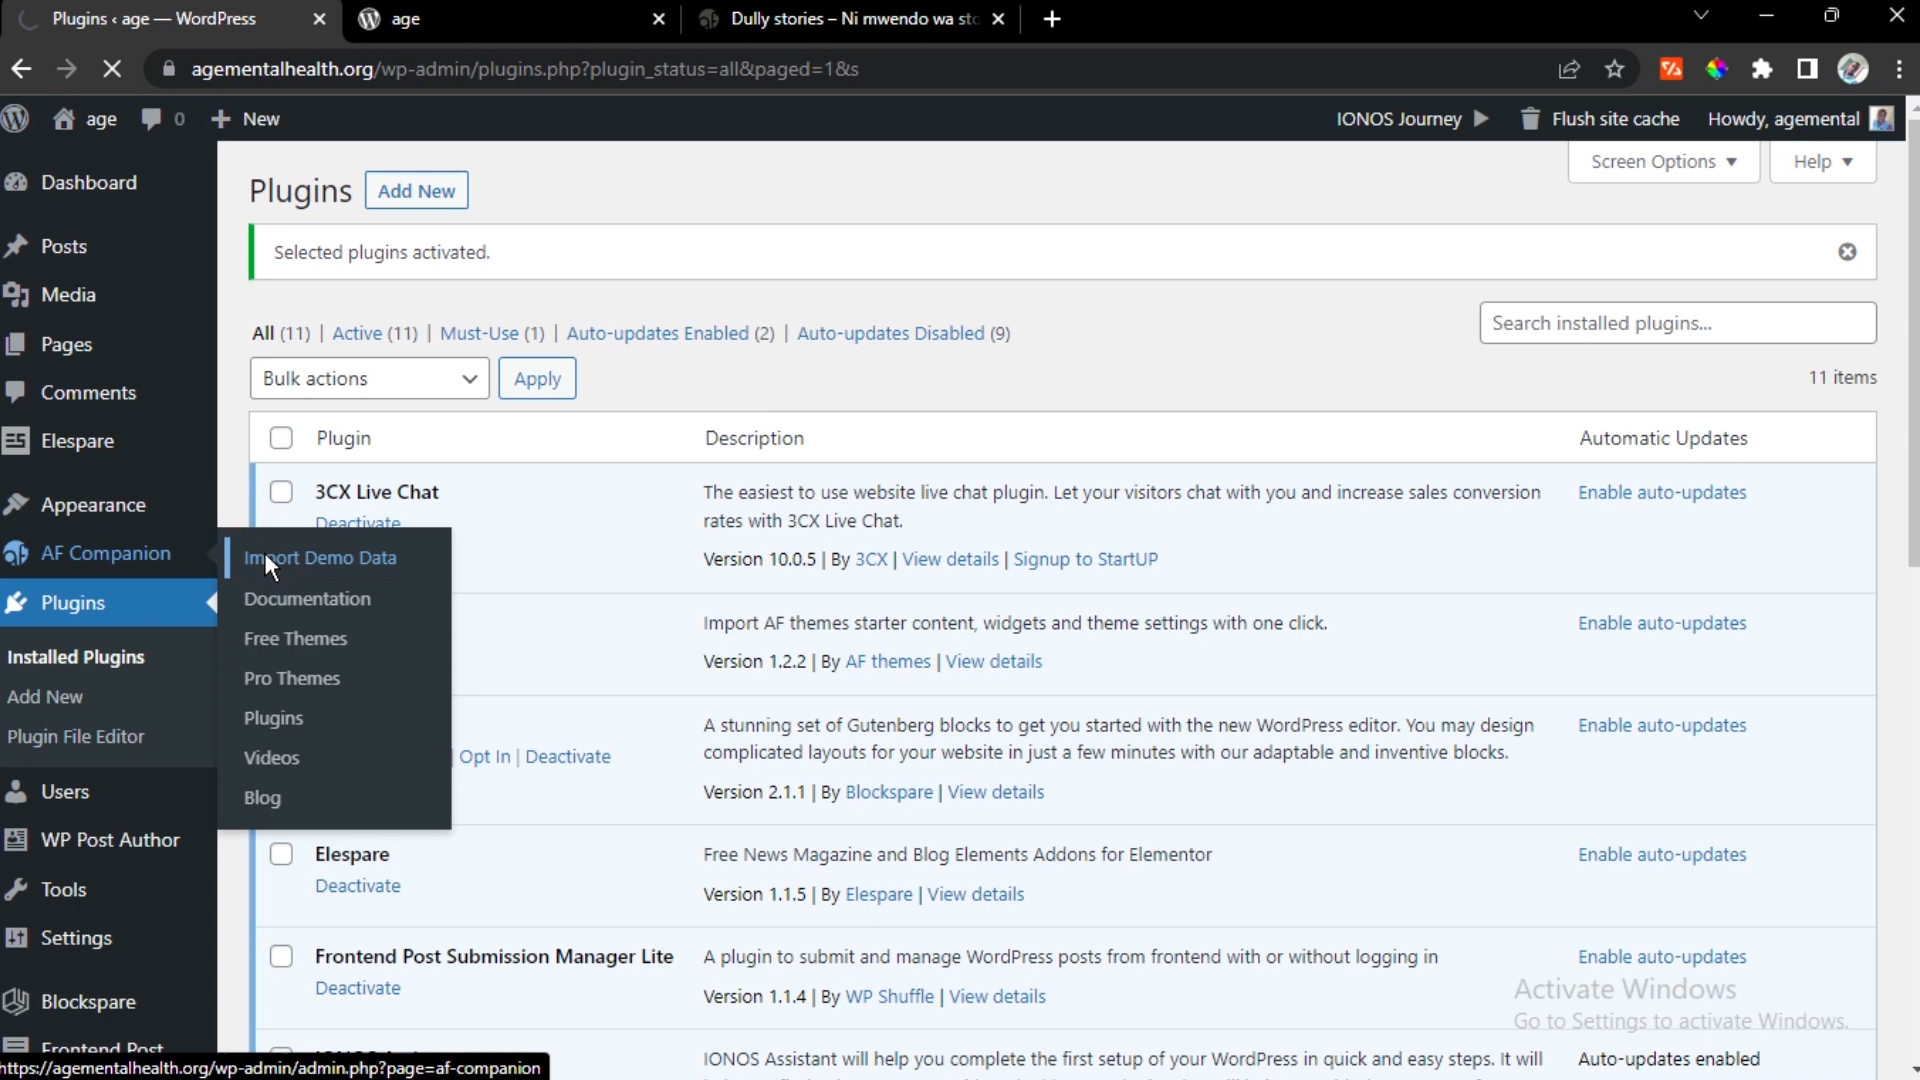 Plugins ‹ age — WordPress
age
Dully stories – Ni mwendo wa sto
agementalhealth.org/wp-admin/plugins.php?plugin_status=all&paged=1&s
age
0
New
IONOS Journey
Flush site cache
Howdy, agemental
Screen Options
Help
Dashboard
Posts
Media
Pages
Comments
Elespare
Appearance
AF Companion
Plugins
Installed Plugins
Add New
Plugin File Editor
Users
WP Post Author
Tools
Settings
Blockspare
Frontend Post
Import Demo Data
Documentation
Free Themes
Pro Themes
Plugins
Videos
Blog
Plugins
Add New
Selected plugins activated.
All (11) | Active (11) | Must-Use (1) | Auto-updates Enabled (2) | Auto-updates Disabled (9)
Search installed plugins...
Bulk actions
Apply
11 items
Plugin
Description
Automatic Updates
3CX Live Chat
Deactivate
The easiest to use website live chat plugin. Let your visitors chat with you and increase sales conversion
rates with 3CX Live Chat.
Version 10.0.5 | By 3CX | View details | Signup to StartUP
Enable auto-updates
Import AF themes starter content, widgets and theme settings with one click.
Version 1.2.2 | By AF themes | View details
Enable auto-updates
| Opt In | Deactivate
A stunning set of Gutenberg blocks to get you started with the new WordPress editor. You may design
complicated layouts for your website in just a few minutes with our adaptable and inventive blocks.
Version 2.1.1 | By Blockspare | View details
Enable auto-updates
Elespare
Deactivate
Free News Magazine and Blog Elements Addons for Elementor
Version 1.1.5 | By Elespare | View details
Enable auto-updates
Frontend Post Submission Manager Lite
Deactivate
A plugin to submit and manage WordPress posts from frontend with or without logging in
Version 1.1.4 | By WP Shuffle | View details
Enable auto-updates
IONOS Assistant will help you complete the first setup of your WordPress in quick and easy steps. It will
Auto-updates enabled
Activate Windows
Go to Settings to activate Windows.
https://agementalhealth.org/wp-admin/admin.php?page=af-companion